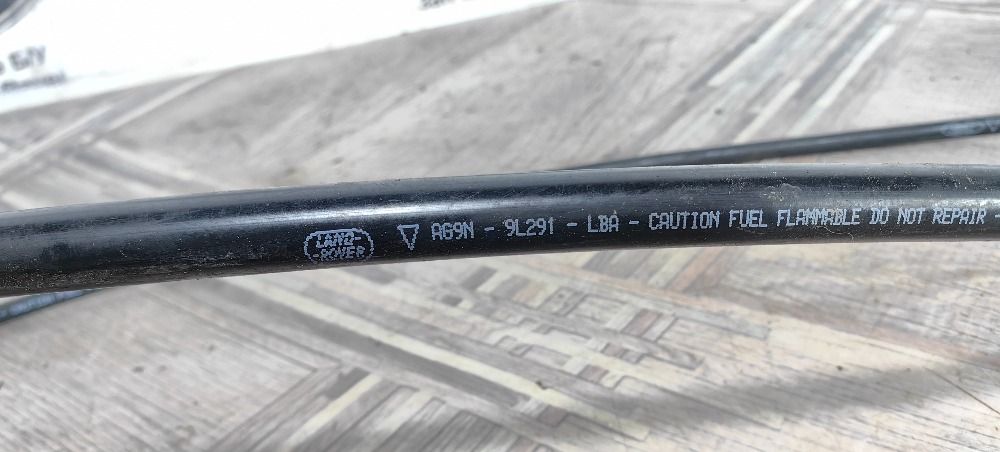 Б/У
LAND-
-ROVER
AG9N - 9L291 - LBA - CAUTION FUEL FLAMMABLE DO NOT REPAIR -